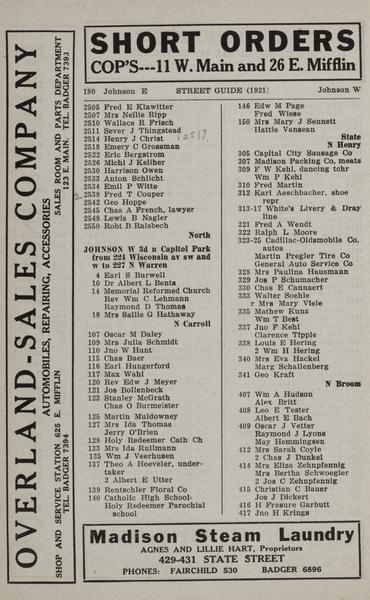 OVERLAND-SALES COMPANY
AUTOMOBILES, REPAIRING, ACCESSORIES
SHOP AND SERVICE STATION 625 E. MIFFLIN
TEL. BADGER 7394
SALES ROOM AND PARTS DEPARTMENT
123 E. MAIN, TEL. BADGER 7393
SHORT ORDERS
COP'S---11 W. Main and 26 E. Mifflin
180 Johnson E STREET GUIDE (1921) Johnson W
2505 Fred E Klawitter
2507 Mrs Nellie Ripp
2510 Wallace R Frisch
2511 Sever J Thingstead
2514 Henry J Christ
2518 Emery C Grossman
2522 Eric Bergstrom
2526 Michl J Keliher
2530 Harrison Owen
2533 Anton Schlicht
2534 Emil P Witte
2538 Fred T Couper
2542 Geo Hoppe
2545 Chas A French, lawyer
2548 Lewis B Nagler
2550 Robt B Raisbech
North
JOHNSON W 3d n Capitol Park
from 224 Wisconsin av sw and
w to 227 N Warren
4 Earl S Burwell
10 Dr Albert L Bents
14 Memorial Reformed Church
Rev Wm C Lehmann
Raymond D Thomas
18 Mrs Sallie G Hathaway
N Carroll
107 Oscar M Daley
109 Mrs Julia Schmidt
110 Jno W Hunt
115 Chas Baer
116 Earl Hungerford
117 Max Wahl
120 Rev Edw J Meyer
121 Jos Bollenbeck
123 Stanley McGrath
Chas O Burmeister
125 Martin Muldowney
127 Mrs Ida Thomas
Jerry O'Brien
128 Holy Redeemer Cath Ch
133 Mrs Ida Rullmann
135 Wm J Veerhusen
137 Theo A Hoeveler, under-
taker
2 Albert E Utter
139 Rentschler Floral Co
140 Catholic High School-
Holy Redeemer Parochial
school
146 Edw M Page
Fred Wiese
150 Mrs Mary J Sennett
Hattie Vansean
State
N Henry
305 Capital City Sausage Co
307 Madison Packing Co, meats
309 F W Kehl, dancing tchr
Wm P Kehl
310 Fred Martin
312 Karl Aeschbacher, shoe
repr
313-17 White's Livery & Dray
line
321 Fred A Wendt
322 Ralph L Moore
323-25 Cadillac-Oldsmobile Co,
autos
Martin Pregler Tire Co
General Auto Service Co
328 Mrs Paulina Hausmann
329 Jos P Schumacher
330 Chas E Cannaert
333 Walter Soehle
r Mrs Mary Viele
335 Mathew Kunz
Wm T Best
337 Jno F Kehl
Clarence Tipple
338 Louis E Hering
2 Wm H Hering
340 Mrs Eva Hackel
Marg Schallenberg
341 Geo Kraft
N Broom
407 Wm A Hudson
Alex Britt
408 Leo E Tester
Albert E Bach
409 Oscar J Vetter
Raymond J Lyons
May Hemmingsen
412 Mrs Sarah Coyle
2 Chas J Dunkel
414 Mrs Eliza Zehnpfennig
Mrs Bertha Schwoegler
2 Jos C Zehnpfennig
415 Christian C Bauer
Jos J Dickert
416 H Frasure Garbutt
417 Jno H Krings
Madison Steam Laundry
AGNES AND LILLIE HART, Proprietors
429-431 STATE STREET
PHONES: FAIRCHILD 530 BADGER 6896